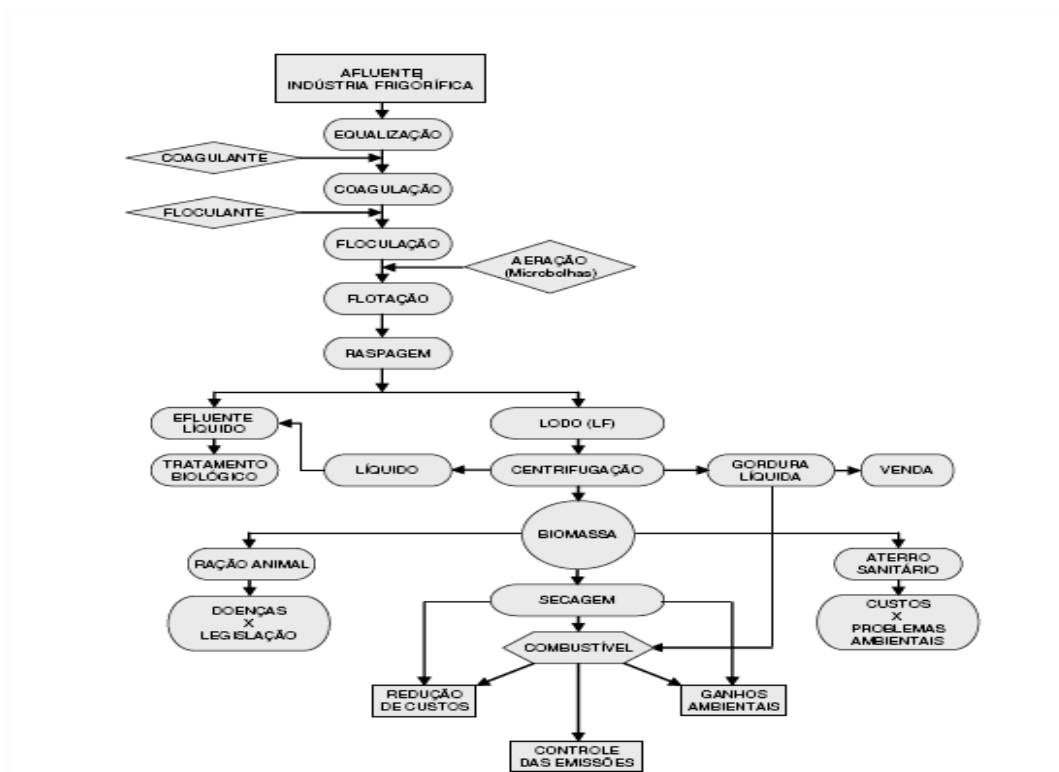 AFLUENTE
INDÚSTRIA FRIGORÍFICA
EQUALIZAÇÃO
COAGULANTE
COAGULAÇÃO
FLOCULANTE
FLOCULAÇÃO
AERAÇÃO
(Microbolhas)
FLOTAÇÃO
RASPAGEM
EFLUENTE
LÍQUIDO
LODO (LF)
TRATAMENTO
BIOLÓGICO
LÍQUIDO
CENTRIFUGAÇÃO
GORDURA
LÍQUIDA
VENDA
BIOMASSA
RAÇÃO ANIMAL
ATERRO
SANITÁRIO
DOENÇAS
X
LEGISLAÇÃO
SECAGEM
CUSTOS
X
PROBLEMAS
AMBIENTAIS
COMBUSTÍVEL
REDUÇÃO
DE CUSTOS
GANHOS
AMBIENTAIS
CONTROLE
DAS EMISSÕES